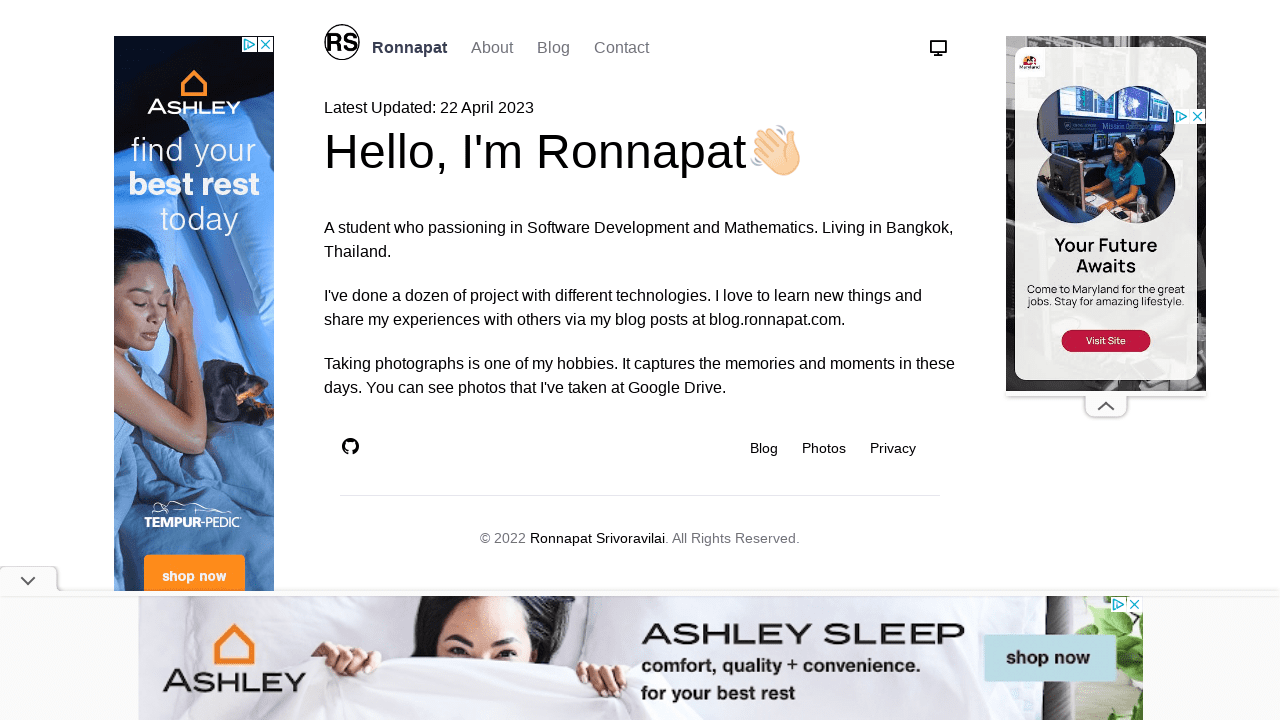 RS
Ronnapat About Blog Contact
Latest Updated: 22 April 2023
Hello, I'm Ronnapat
A student who passioning in Software Development and Mathematics. Living in Bangkok,
Thailand.
I've done a dozen of project with different technologies. I love to learn new things and
share my experiences with others via my blog posts at blog.ronnapat.com.
Taking photographs is one of my hobbies. It captures the memories and moments in these
days. You can see photos that I've taken at Google Drive.
Blog Photos Privacy
© 2022 Ronnapat Srivoravilai. All Rights Reserved.
ASHLEY
find your
best rest
today
TEMPUR-PEDIC
shop now
Maryland
Your Future
Awaits
Come to Maryland for the great
jobs. Stay for amazing lifestyle.
Visit Site
ASHLEY
ASHLEY SLEEP
comfort, quality + convenience.
for your best rest
shop now